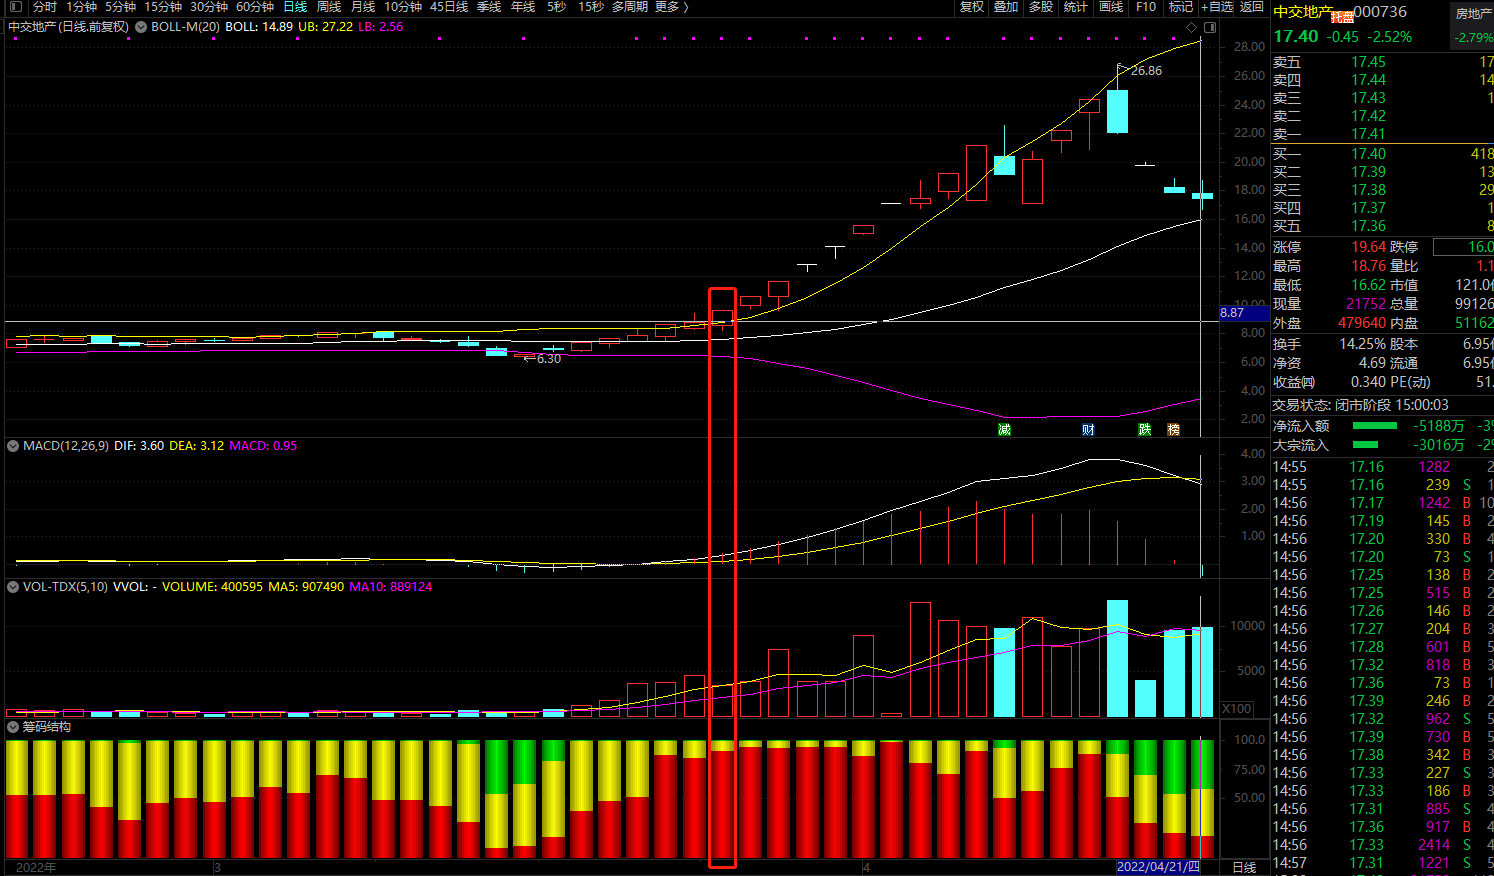 分时 1分钟 5分钟 15分钟 30分钟 60分钟 日线 周线 月线 10分钟 45日线 季线 年线 5秒 15秒 多周期 更多 〉 复权 叠加 多股 统计 画线 F10 标记 +自选 返回
中交地产(日线.前复权) BOLL-M(20) BOLL: 14.89 UB: 27.22 LB: 2.56
28.00
26.86
26.00
24.00
22.00
20.00
18.00
16.00
14.00
12.00
10.00
8.87
8.00
6.30
6.00
4.00
2.00
减 财 跌 榜
MACD(12,26,9) DIF: 3.60 DEA: 3.12 MACD: 0.95
4.00
3.00
2.00
1.00
VOL-TDX(5,10) VVOL: - VOLUME: 400595 MA5: 907490 MA10: 889124
10000
5000
X100
筹码结构
100.0
75.00
50.00
2022年 3 4 2022/04/21/四 日线
中交地产 托盘 000736 房地产
17.40 -0.45 -2.52% -2.79%
卖五 17.45 17
卖四 17.44 14
卖三 17.43 1
卖二 17.42
卖一 17.41
买一 17.40 418
买二 17.39 13
买三 17.38 29
买四 17.37 1
买五 17.36 8
涨停 19.64 跌停 16.0
最高 18.76 量比 1.1
最低 16.62 市值 121.0亿
现量 21752 总量 99126
外盘 479640 内盘 51162
换手 14.25% 股本 6.95亿
净资 4.69 流通 6.95亿
收益㈣ 0.340 PE(动) 51.
交易状态: 闭市阶段 15:00:03
净流入额 -5188万 -3%
大宗流入 -3016万 -2%
14:55 17.16 1282 2
14:55 17.16 239 S 1
14:56 17.17 1242 B 10
14:56 17.19 145 B 2
14:56 17.20 330 B 4
14:56 17.20 73 S 1
14:56 17.25 138 B 2
14:56 17.25 515 B 2
14:56 17.26 146 B 2
14:56 17.27 204 B 3
14:56 17.28 601 B 5
14:56 17.32 818 B 3
14:56 17.36 73 B 1
14:56 17.39 246 B 2
14:56 17.32 962 S 5
14:56 17.39 730 B 5
14:56 17.38 342 B 3
14:56 17.33 227 S 3
14:56 17.33 186 B 3
14:56 17.31 885 S 4
14:56 17.36 917 B 4
14:56 17.33 2414 S 4
14:57 17.31 1221 S 5